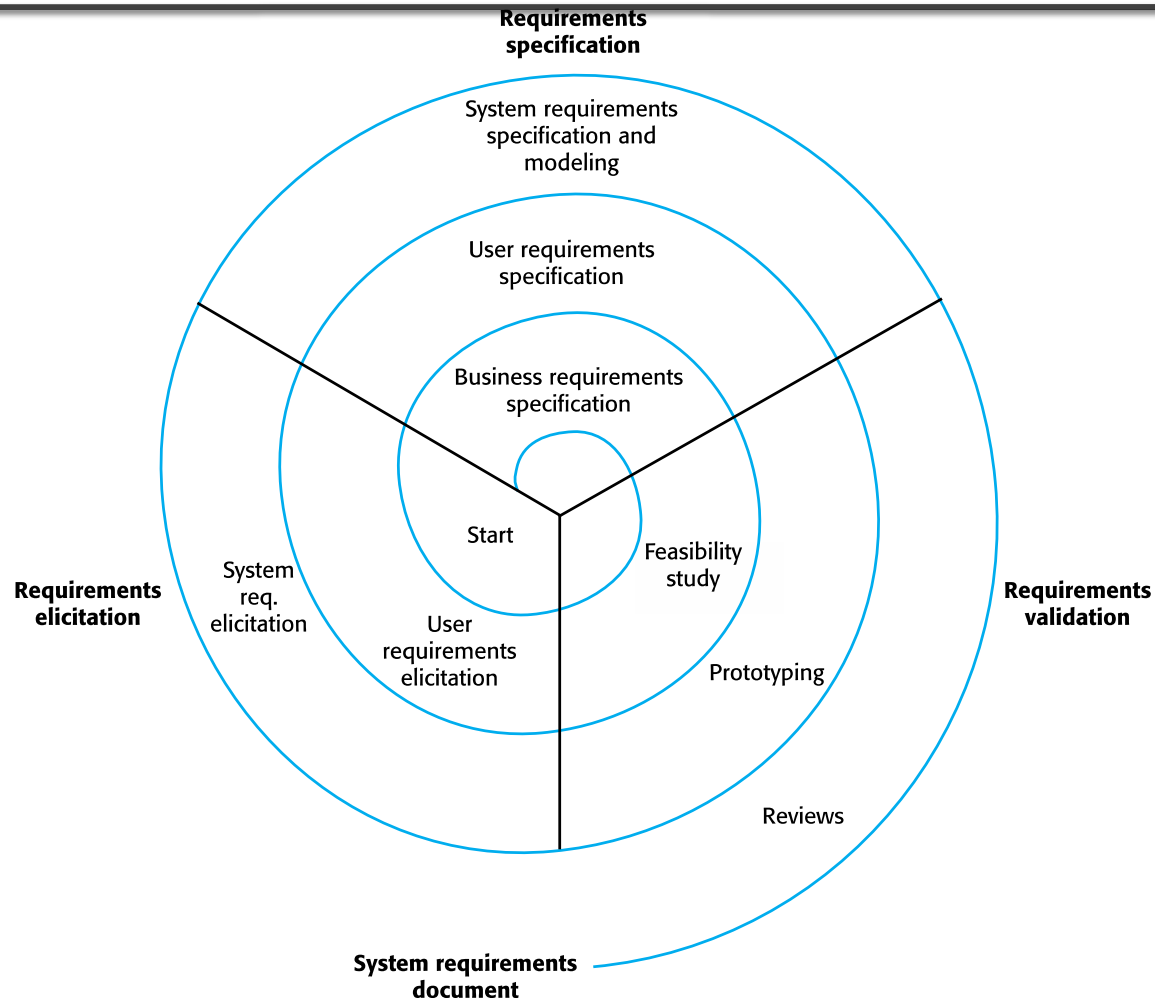 Requirements
specification
System requirements
specification and
modeling
User requirements
specification
Business requirements
specification
Start
Feasibility
study
System
req.
elicitation
Requirements
elicitation
Requirements
validation
User
requirements
elicitation
Prototyping
Reviews
System requirements
document